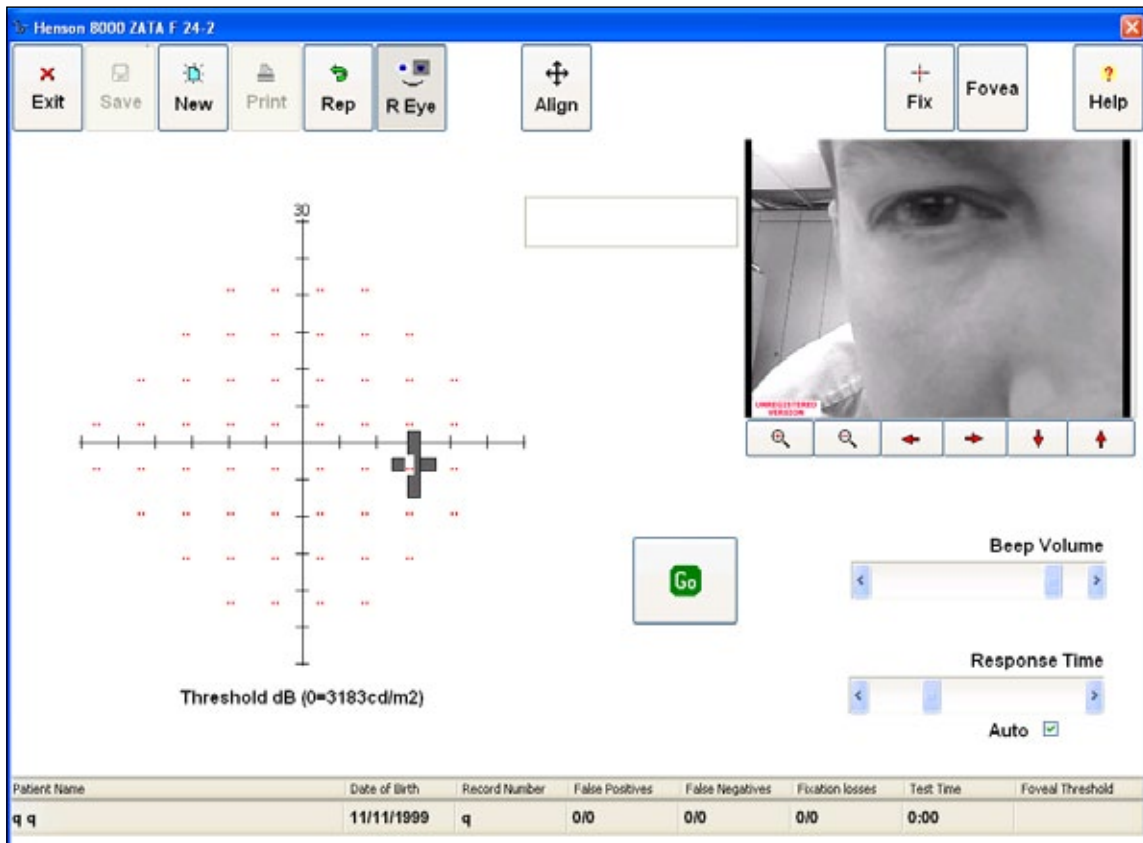 Henson 8000 ZATA F 24-2
Exit Save New Print Rep R Eye Align Fix Fovea Help
30
UNREGISTERED
VERSION
Go
Beep Volume
Response Time
Threshold dB (0=3183cd/m2)
Auto
Patient Name Date of Birth Record Number False Positives False Negatives Fixation losses Test Time Foveal Threshold
q q 11/11/1999 q 0/0 0/0 0/0 0:00